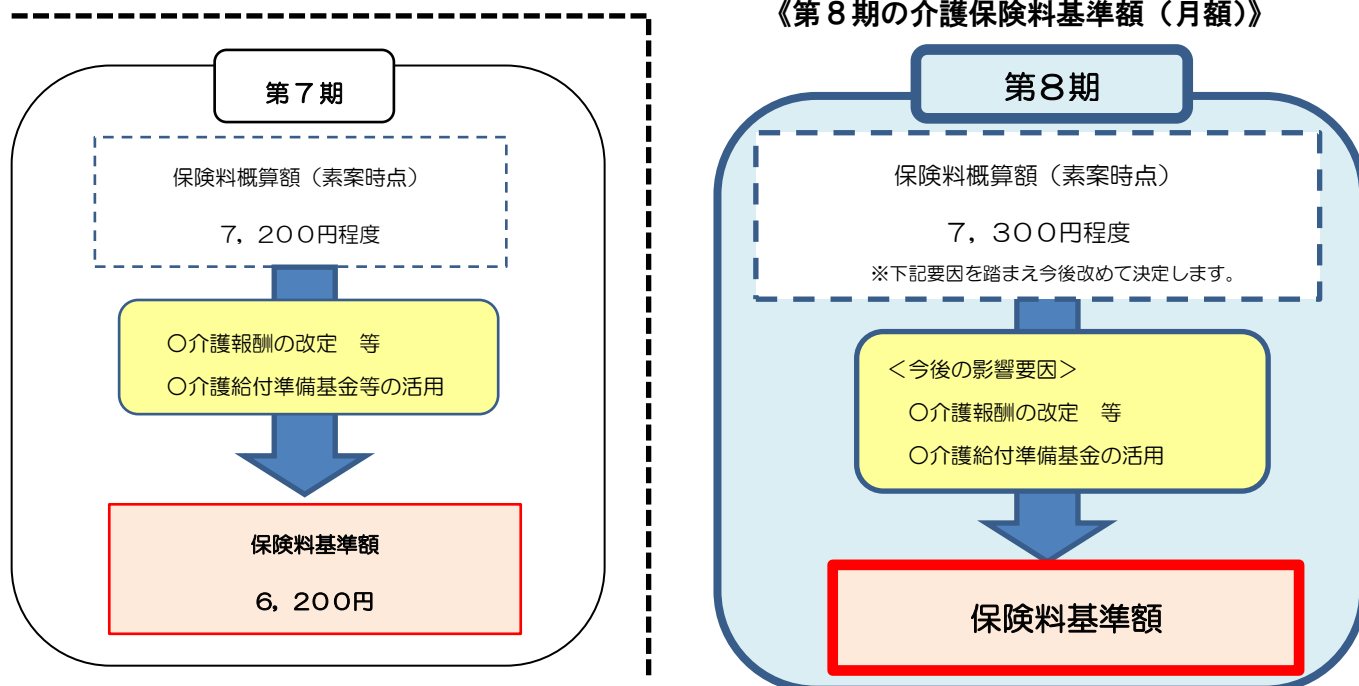 第７期
保険料概算額（素案時点）
７，２００円程度
〇介護報酬の改定　等
〇介護給付準備基金等の活用
保険料基準額
６，２００円
《第８期の介護保険料基準額（月額）》
第８期
保険料概算額（素案時点）
７，３００円程度
※下記要因を踏まえ今後改めて決定します。
＜今後の影響要因＞
〇介護報酬の改定　等
〇介護給付準備基金の活用
保険料基準額